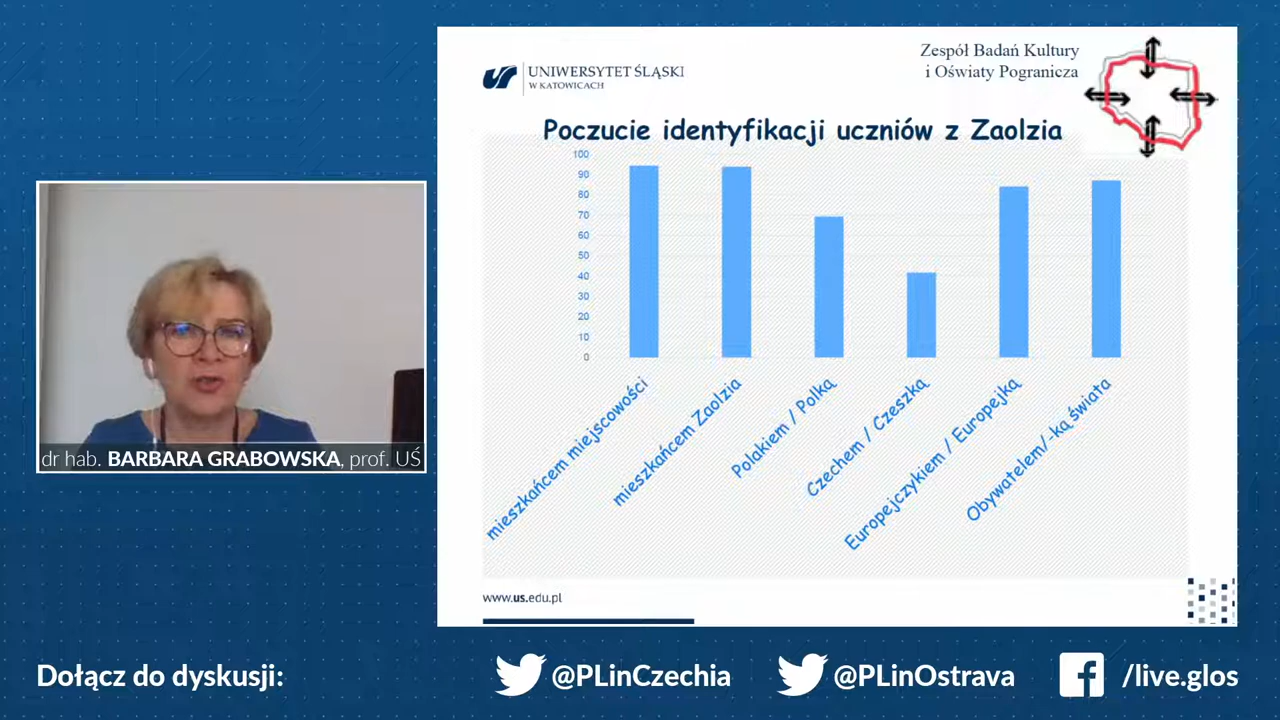 UNIWERSYTET ŚLĄSKI
W KATOWICACH
Zespół Badań Kultury
i Oświaty Pogranicza
Poczucie identyfikacji uczniów z Zaolzia
100
90
80
70
60
50
40
30
20
10
0
mieszkańcem miejscowości
mieszkańcem Zaolzia
Polakiem / Polką
Czechem / Czeszką
Europejczykiem / Europejką
Obywatelem/-ką świata
www.us.edu.pl
dr hab. BARBARA GRABOWSKA, prof. UŚ
Dołącz do dyskusji:
@PLinCzechia
@PLinOstrava
/live.glos